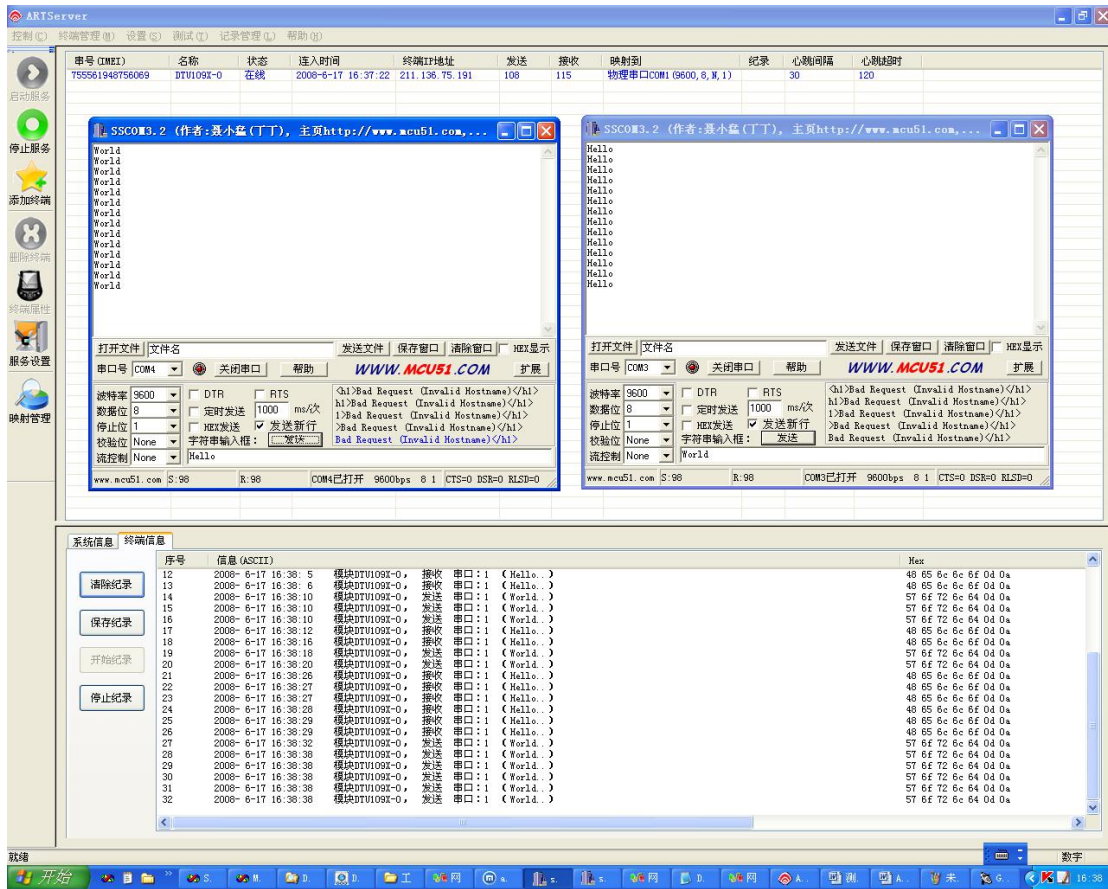 ARTServer
控制(C) 终端管理(M) 设置(S) 测试(T) 记录管理(L) 帮助(H)
启动服务
停止服务
添加终端
删除终端
终端属性
服务设置
映射管理
串号(IMEI) 名称 状态 连入时间 终端IP地址 发送 接收 映射到 纪录 心跳间隔 心跳超时
755561948756069 DTU109X-0 在线 2008-6-17 16:37:22 211.136.75.191 108 115 物理串口COM1(9600,8,N,1) 30 120
SSCOM3.2 (作者:聂小猛(丁丁), 主页http://www.mcu51.com,...
World
World
World
World
World
World
World
World
World
World
World
World
World
World
打开文件 文件名 发送文件 保存窗口 清除窗口 HEX显示
串口号 COM4 关闭串口 帮助 WWW.MCU51.COM 扩展
波特率 9600 DTR RTS
数据位 8 定时发送 1000 ms/次
停止位 1 HEX发送 发送新行
校验位 None 字符串输入框: 发送
流控制 None Hello
<h1>Bad Request (Invalid Hostname)</h1>
h1>Bad Request (Invalid Hostname)</h1>
1>Bad Request (Invalid Hostname)</h1>
>Bad Request (Invalid Hostname)</h1>
Bad Request (Invalid Hostname)</h1>
www.mcu51.com S:98 R:98 COM4已打开 9600bps 8 1 CTS=0 DSR=0 RLSD=0
SSCOM3.2 (作者:聂小猛(丁丁), 主页http://www.mcu51.com,...
Hello
Hello
Hello
Hello
Hello
Hello
Hello
Hello
Hello
Hello
Hello
Hello
Hello
Hello
打开文件 文件名 发送文件 保存窗口 清除窗口 HEX显示
串口号 COM3 关闭串口 帮助 WWW.MCU51.COM 扩展
波特率 9600 DTR RTS
数据位 8 定时发送 1000 ms/次
停止位 1 HEX发送 发送新行
校验位 None 字符串输入框: 发送
流控制 None World
<h1>Bad Request (Invalid Hostname)</h1>
h1>Bad Request (Invalid Hostname)</h1>
1>Bad Request (Invalid Hostname)</h1>
>Bad Request (Invalid Hostname)</h1>
Bad Request (Invalid Hostname)</h1>
www.mcu51.com S:98 R:98 COM3已打开 9600bps 8 1 CTS=0 DSR=0 RLSD=0
系统信息 终端信息
清除纪录
保存纪录
开始纪录
停止纪录
序号 信息(ASCII) Hex
12 2008- 6-17 16:38: 5 模块DTU109X-0, 接收 串口:1 (Hello..) 48 65 6c 6c 6f 0d 0a
13 2008- 6-17 16:38: 6 模块DTU109X-0, 接收 串口:1 (Hello..) 48 65 6c 6c 6f 0d 0a
14 2008- 6-17 16:38:10 模块DTU109X-0, 发送 串口:1 (World..) 57 6f 72 6c 64 0d 0a
15 2008- 6-17 16:38:10 模块DTU109X-0, 发送 串口:1 (World..) 57 6f 72 6c 64 0d 0a
16 2008- 6-17 16:38:10 模块DTU109X-0, 发送 串口:1 (World..) 57 6f 72 6c 64 0d 0a
17 2008- 6-17 16:38:12 模块DTU109X-0, 接收 串口:1 (Hello..) 48 65 6c 6c 6f 0d 0a
18 2008- 6-17 16:38:16 模块DTU109X-0, 接收 串口:1 (Hello..) 48 65 6c 6c 6f 0d 0a
19 2008- 6-17 16:38:18 模块DTU109X-0, 发送 串口:1 (World..) 57 6f 72 6c 64 0d 0a
20 2008- 6-17 16:38:20 模块DTU109X-0, 发送 串口:1 (World..) 57 6f 72 6c 64 0d 0a
21 2008- 6-17 16:38:26 模块DTU109X-0, 接收 串口:1 (Hello..) 48 65 6c 6c 6f 0d 0a
22 2008- 6-17 16:38:27 模块DTU109X-0, 接收 串口:1 (Hello..) 48 65 6c 6c 6f 0d 0a
23 2008- 6-17 16:38:27 模块DTU109X-0, 接收 串口:1 (Hello..) 48 65 6c 6c 6f 0d 0a
24 2008- 6-17 16:38:28 模块DTU109X-0, 接收 串口:1 (Hello..) 48 65 6c 6c 6f 0d 0a
25 2008- 6-17 16:38:29 模块DTU109X-0, 接收 串口:1 (Hello..) 48 65 6c 6c 6f 0d 0a
26 2008- 6-17 16:38:29 模块DTU109X-0, 接收 串口:1 (Hello..) 48 65 6c 6c 6f 0d 0a
27 2008- 6-17 16:38:32 模块DTU109X-0, 发送 串口:1 (World..) 57 6f 72 6c 64 0d 0a
28 2008- 6-17 16:38:38 模块DTU109X-0, 发送 串口:1 (World..) 57 6f 72 6c 64 0d 0a
29 2008- 6-17 16:38:38 模块DTU109X-0, 发送 串口:1 (World..) 57 6f 72 6c 64 0d 0a
30 2008- 6-17 16:38:38 模块DTU109X-0, 发送 串口:1 (World..) 57 6f 72 6c 64 0d 0a
31 2008- 6-17 16:38:38 模块DTU109X-0, 发送 串口:1 (World..) 57 6f 72 6c 64 0d 0a
32 2008- 6-17 16:38:38 模块DTU109X-0, 发送 串口:1 (World..) 57 6f 72 6c 64 0d 0a
就绪 数字
开始 S. M. D. D. 工 网 a. s. s. 网 D. 网 A.. 测. A.. 未. G.. 16:38